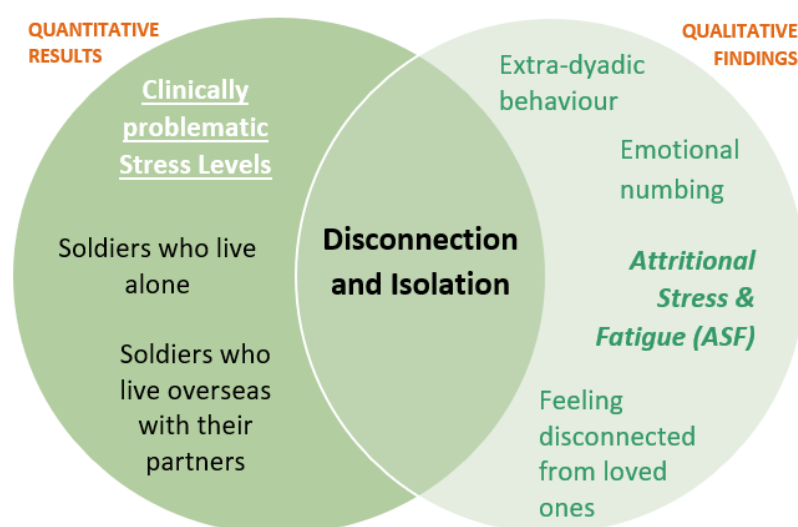 QUANTITATIVE
RESULTS
Clinically
problematic
Stress Levels
Soldiers who live
alone
Soldiers who
live overseas
with their
partners
Disconnection
and Isolation
QUALITATIVE
FINDINGS
Extra-dyadic
behaviour
Emotional
numbing
Attritional
Stress &
Fatigue (ASF)
Feeling
disconnected
from loved
ones